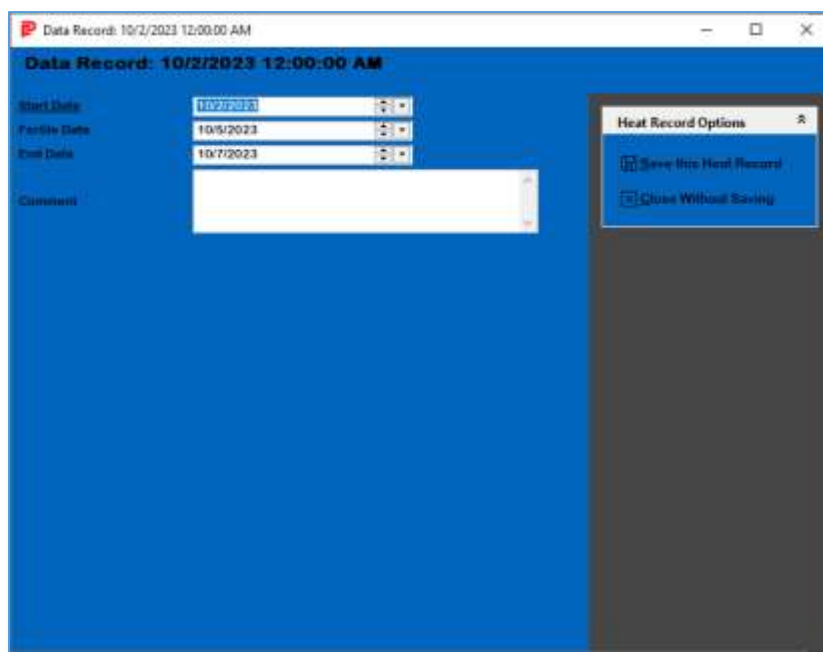 Data Record: 10/2/2023 12:00:00 AM
Data Record: 10/2/2023 12:00:00 AM
Start Date 10/2/2023
Fertile Date 10/5/2023
End Date 10/7/2023
Comment
Heat Record Options
Save this Heat Record
Close Without Saving